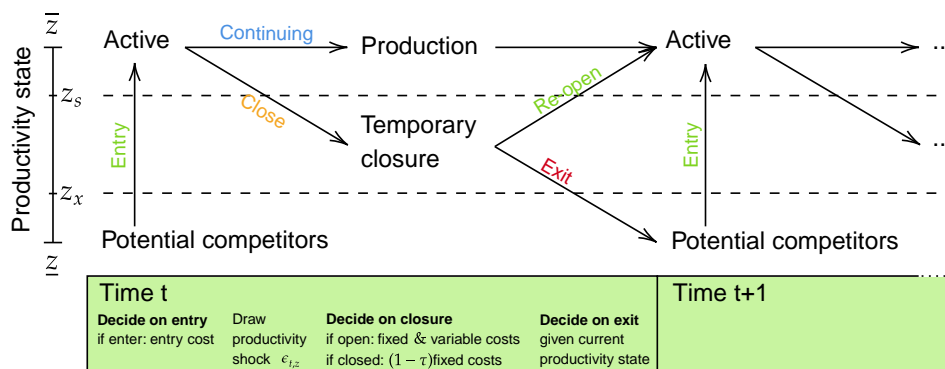 z̅
Active
Continuing
Production
Active
..
Productivity state
z_s
Close
Re-open
Entry
Temporary
closure
Entry
..
Exit
z_x
Potential competitors
Potential competitors
z̲
Time t
Time t+1
Decide on entry
if enter: entry cost
Draw
productivity
shock ϵ_{t,z}
Decide on closure
if open: fixed & variable costs
if closed: (1 − τ)fixed costs
Decide on exit
given current
productivity state